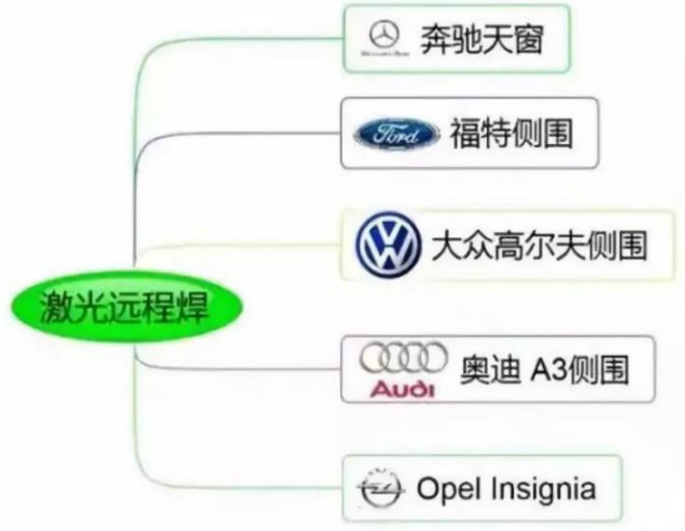 奔驰天窗
Ford 福特侧围
大众高尔夫侧围
激光远程焊
奥迪 A3侧围
Audi
Opel Insignia